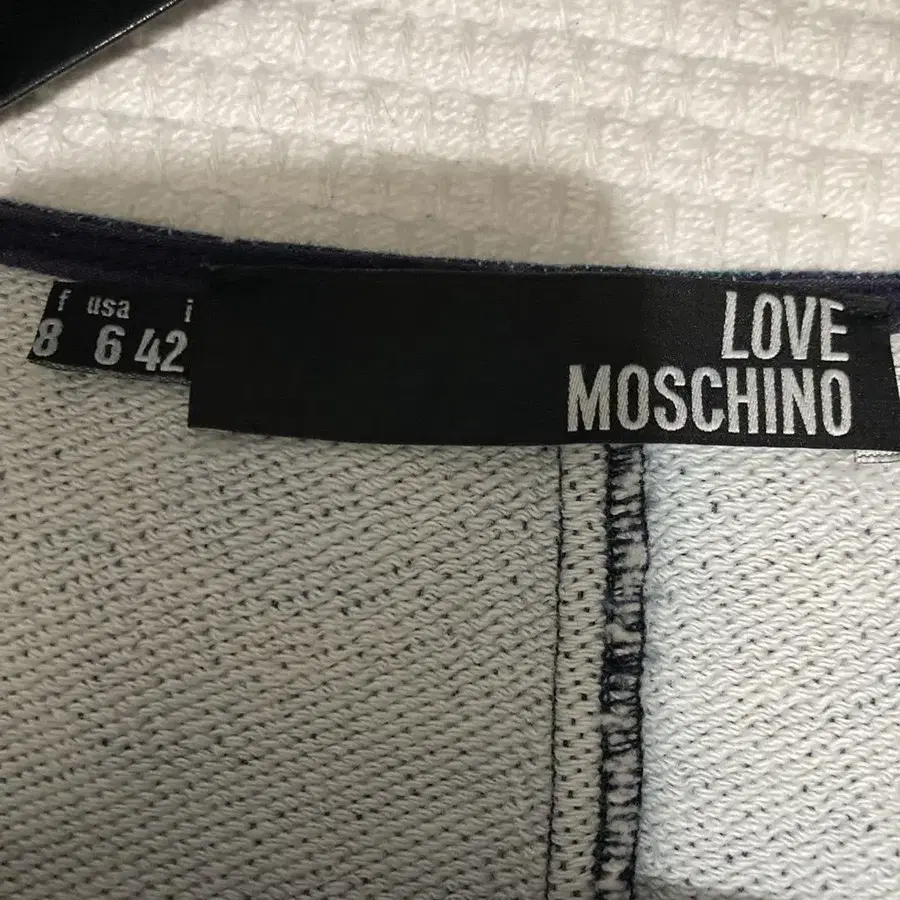 f usa i
8 6 42
LOVE
MOSCHINO